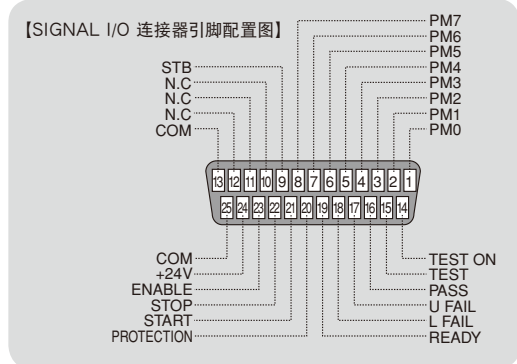 【SIGNAL I/O 连接器引脚配置图】
PM7
PM6
PM5
PM4
PM3
PM2
PM1
PM0
STB
N.C
N.C
N.C
COM
13 12 11 10 9 8 7 6 5 4 3 2 1
25 24 23 22 21 20 19 18 17 16 15 14
COM
+24V
ENABLE
STOP
START
PROTECTION
TEST ON
TEST
PASS
U FAIL
L FAIL
READY